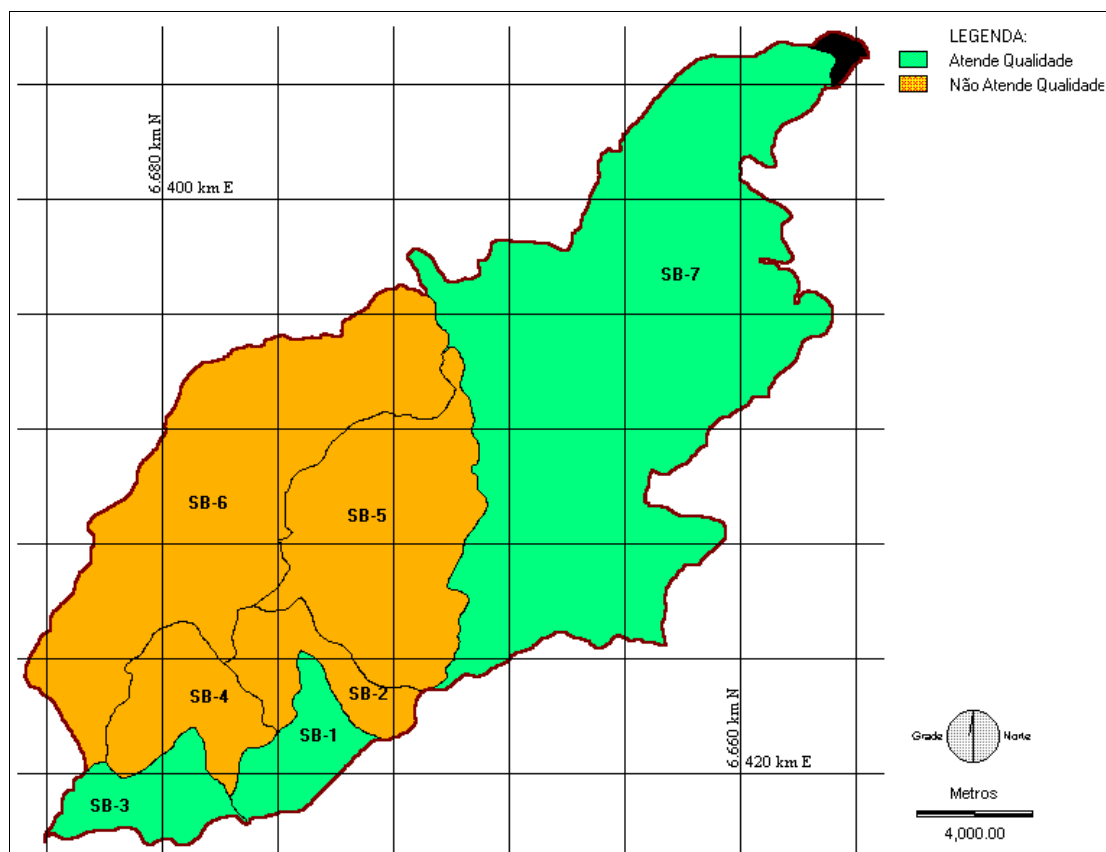 LEGENDA:
Atende Qualidade
Não Atende Qualidade
6.680 km N
400 km E
SB-7
SB-6
SB-5
SB-4
SB-2
SB-1
SB-3
6.660 km N
420 km E
Grade
Norte
Metros
4,000.00